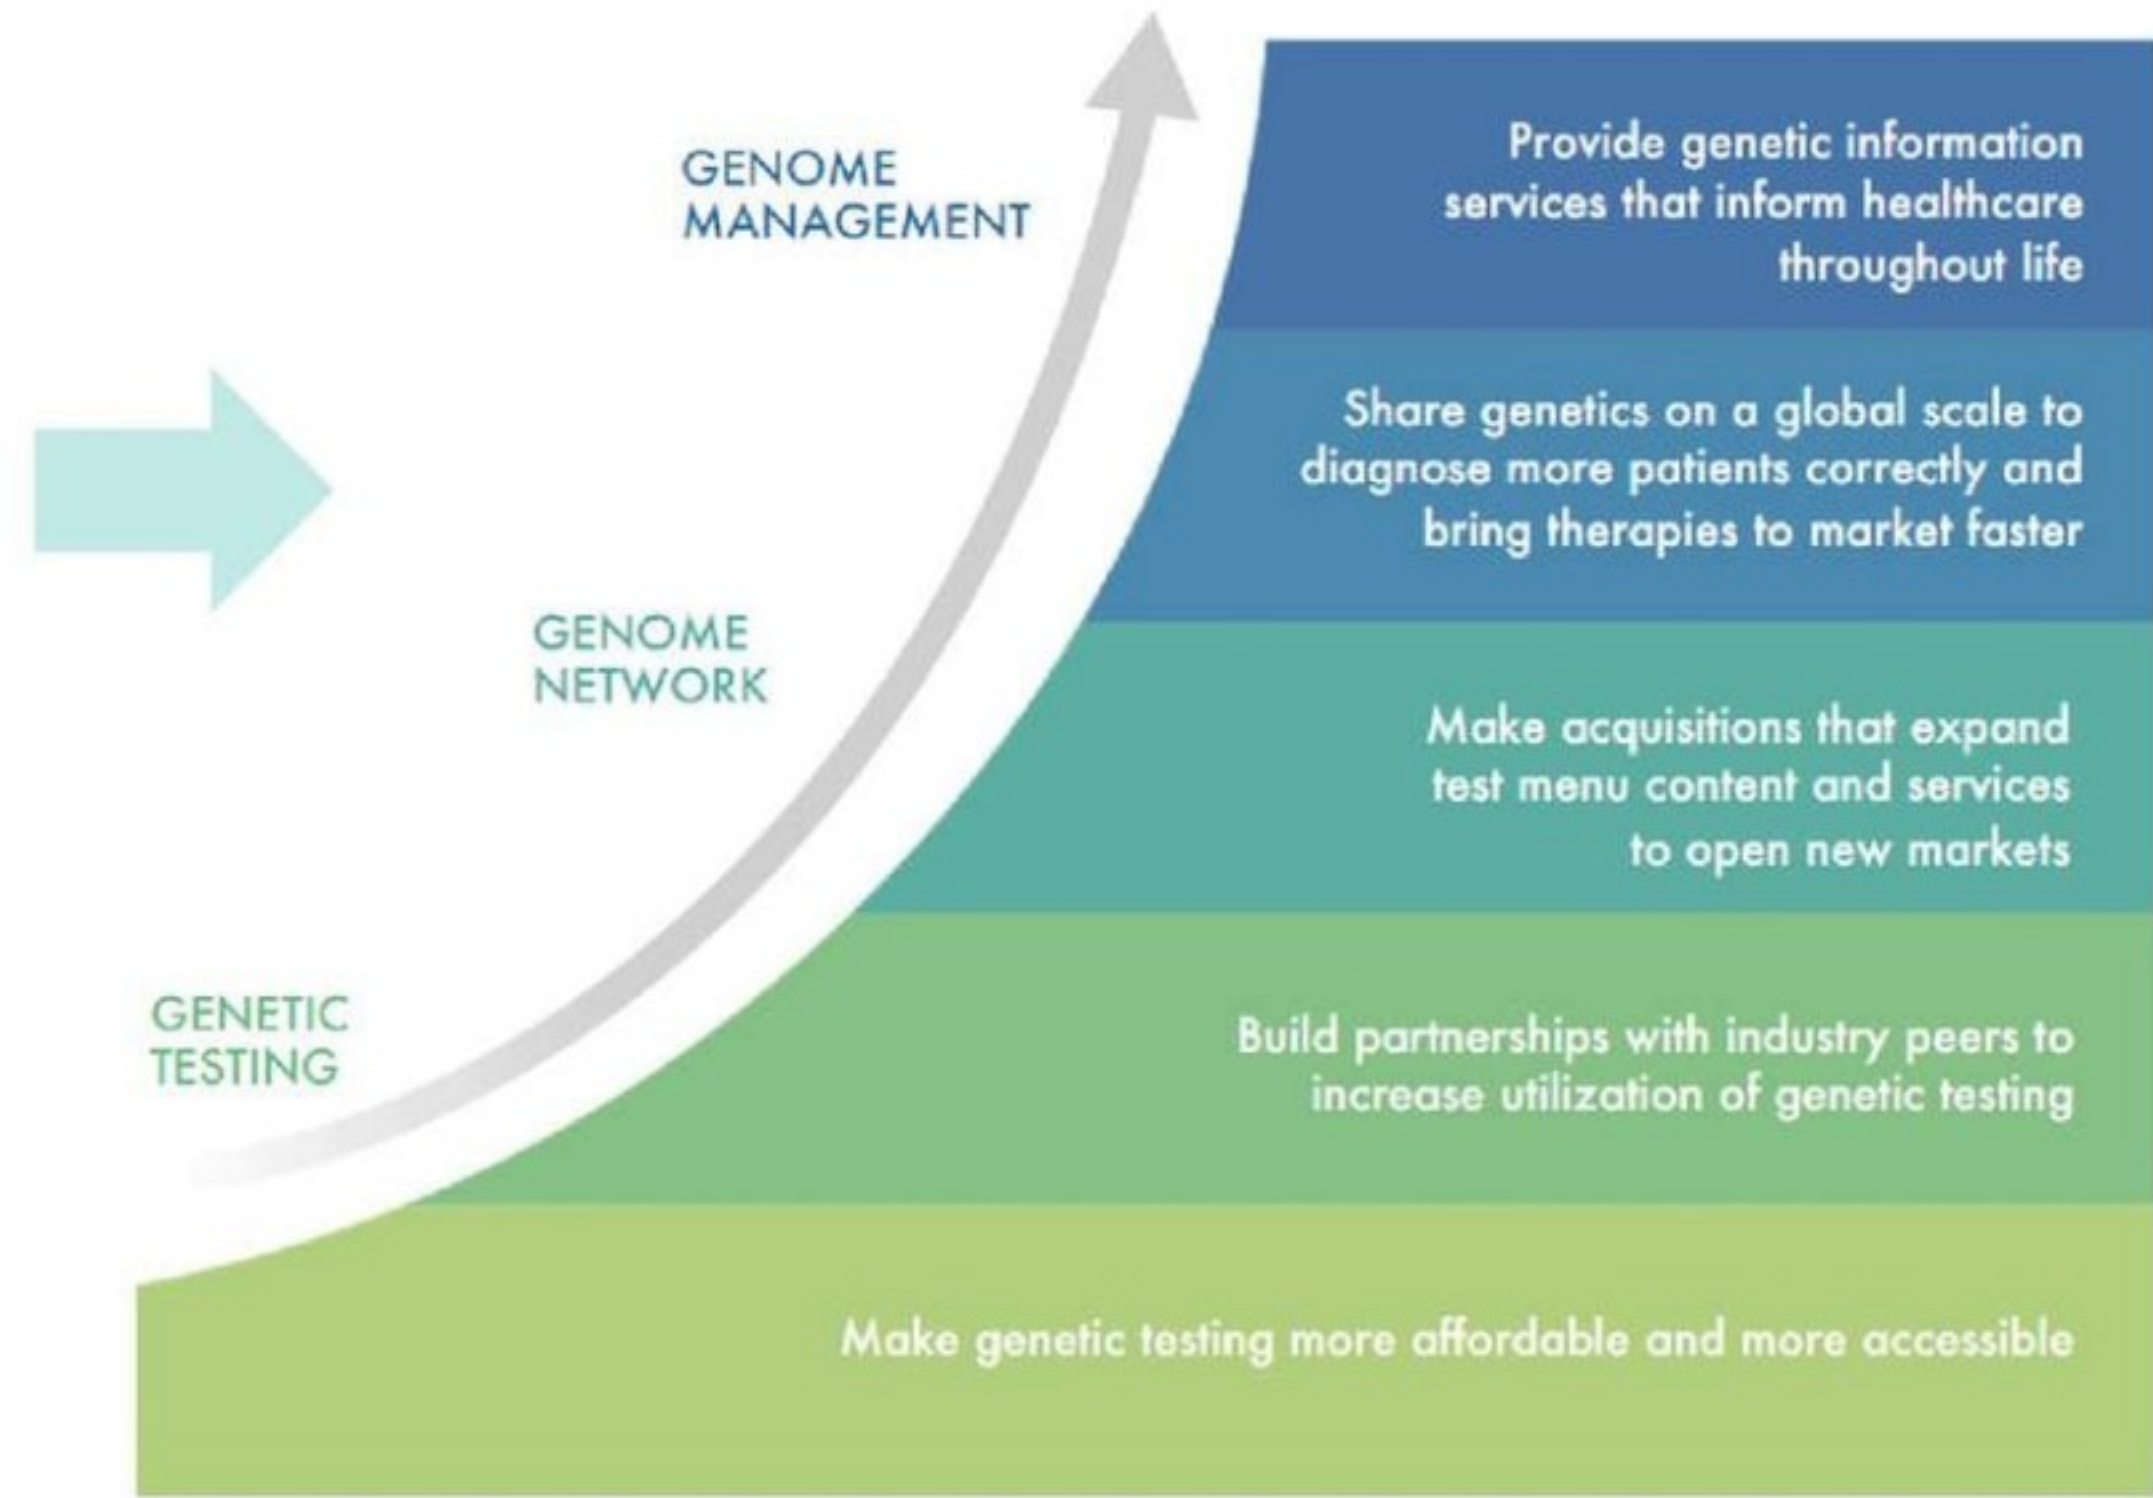 GENOME
MANAGEMENT
Provide genetic information
services that inform healthcare
throughout life
Share genetics on a global scale to
diagnose more patients correctly and
bring therapies to market faster
GENOME
NETWORK
Make acquisitions that expand
test menu content and services
to open new markets
GENETIC
TESTING
Build partnerships with industry peers to
increase utilization of genetic testing
Make genetic testing more affordable and more accessible